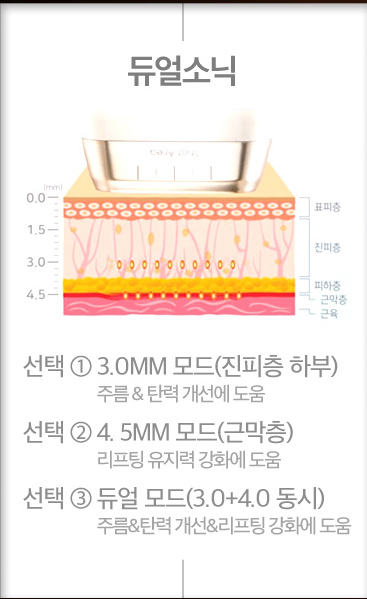 듀얼소닉
Shot Area
(mm)
0.0
표피층
1.5
진피층
3.0
피하층
4.5
근막층
근육
선택 ① 3.0MM 모드(진피층 하부)
주름 & 탄력 개선에 도움
선택 ② 4. 5MM 모드(근막층)
리프팅 유지력 강화에 도움
선택 ③ 듀얼 모드(3.0+4.0 동시)
주름&탄력 개선&리프팅 강화에 도움